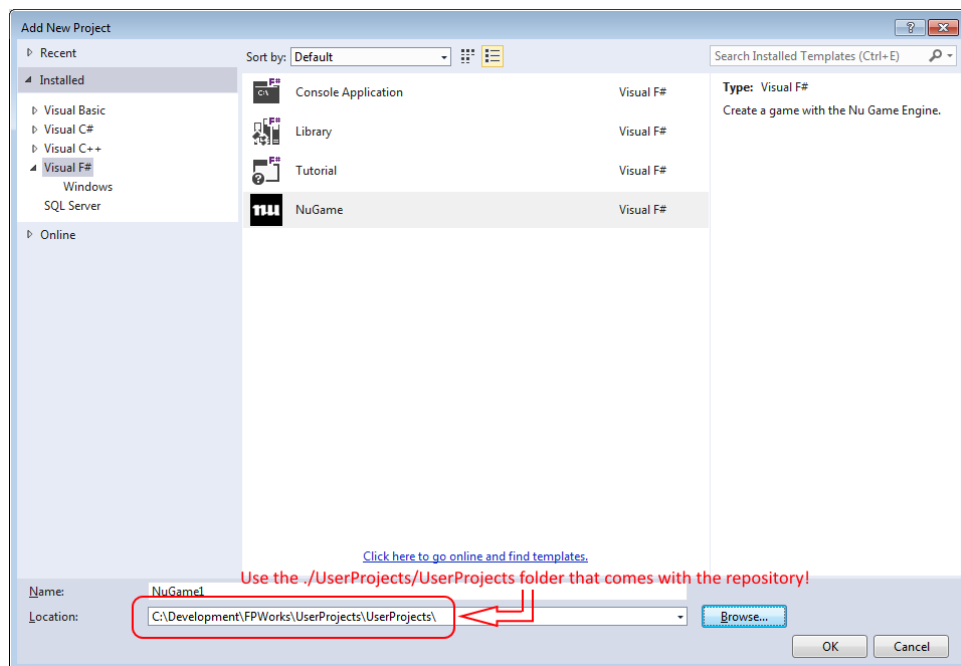 Add New Project
Recent
Sort by: Default
Search Installed Templates (Ctrl+E)
Installed
Visual Basic
Visual C#
Visual C++
Visual F#
Windows
SQL Server
Online
F#
C:\
Console Application
Visual F#
F#
Library
Visual F#
F#
Tutorial
Visual F#
nu
NuGame
Visual F#
Type: Visual F#
Create a game with the Nu Game Engine.
Click here to go online and find templates.
Use the ./UserProjects/UserProjects folder that comes with the repository!
Name: NuGame1
Location: C:\Development\FPWorks\UserProjects\UserProjects\
Browse...
OK Cancel